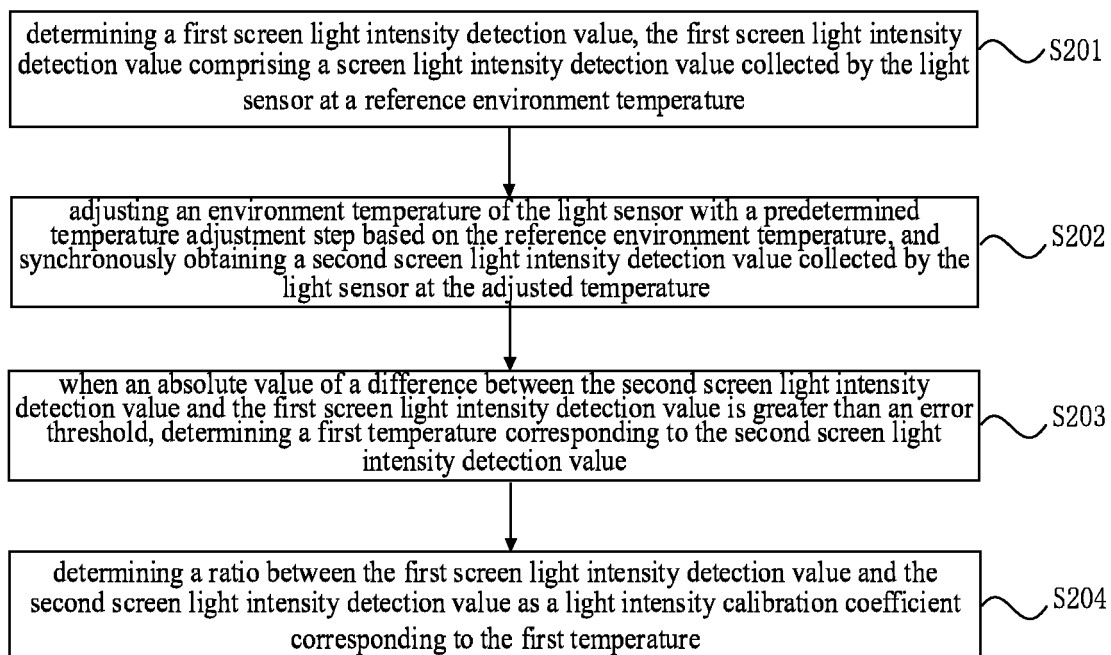 determining a first screen light intensity detection value, the first screen light intensity
detection value comprising a screen light intensity detection value collected by the light
sensor at a reference environment temperature
S201
adjusting an environment temperature of the light sensor with a predetermined
temperature adjustment step based on the reference environment temperature, and
synchronously obtaining a second screen light intensity detection value collected by the
light sensor at the adjusted temperature
S202
when an absolute value of a difference between the second screen light intensity
detection value and the first screen light intensity detection value is greater than an error
threshold, determining a first temperature corresponding to the second screen light
intensity detection value
S203
determining a ratio between the first screen light intensity detection value and the
second screen light intensity detection value as a light intensity calibration coefficient
corresponding to the first temperature
S204